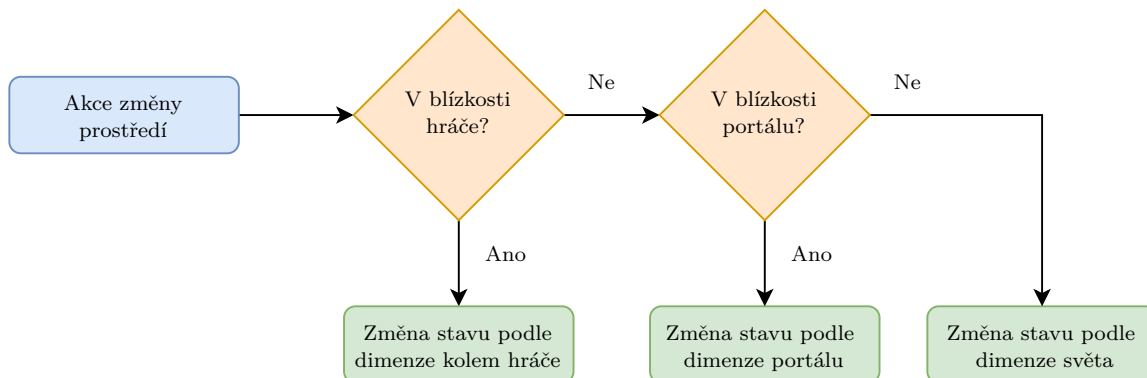 Akce změny
prostředí
V blízkosti
hráče?
Ne
V blízkosti
portálu?
Ne
Ano
Ano
Změna stavu podle
dimenze kolem hráče
Změna stavu podle
dimenze portálu
Změna stavu podle
dimenze světa